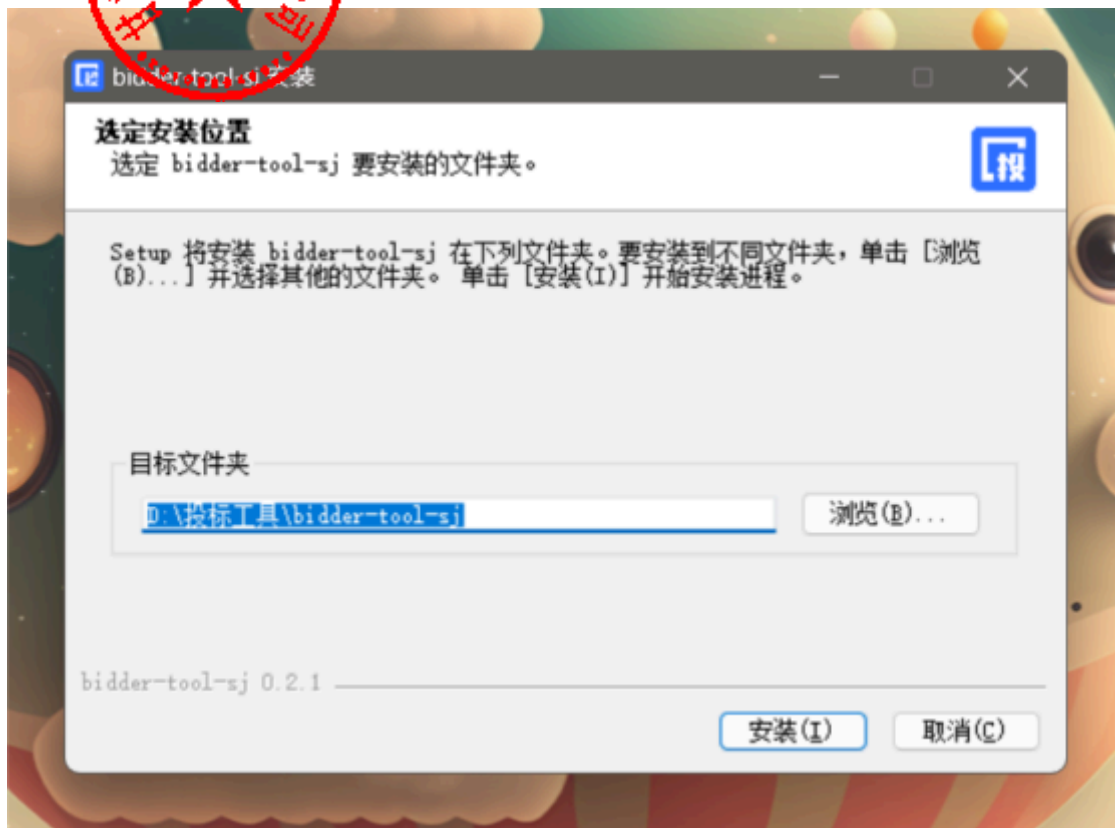 bidder-tool-sj 安装
选定安装位置
选定 bidder-tool-sj 要安装的文件夹。
投
Setup 将安装 bidder-tool-sj 在下列文件夹。要安装到不同文件夹，单击 [浏览
(B)...] 并选择其他的文件夹。 单击 [安装(I)] 开始安装进程。
目标文件夹
D:\投标工具\bidder-tool-sj
浏览(B)...
bidder-tool-sj 0.2.1
安装(I) 取消(C)